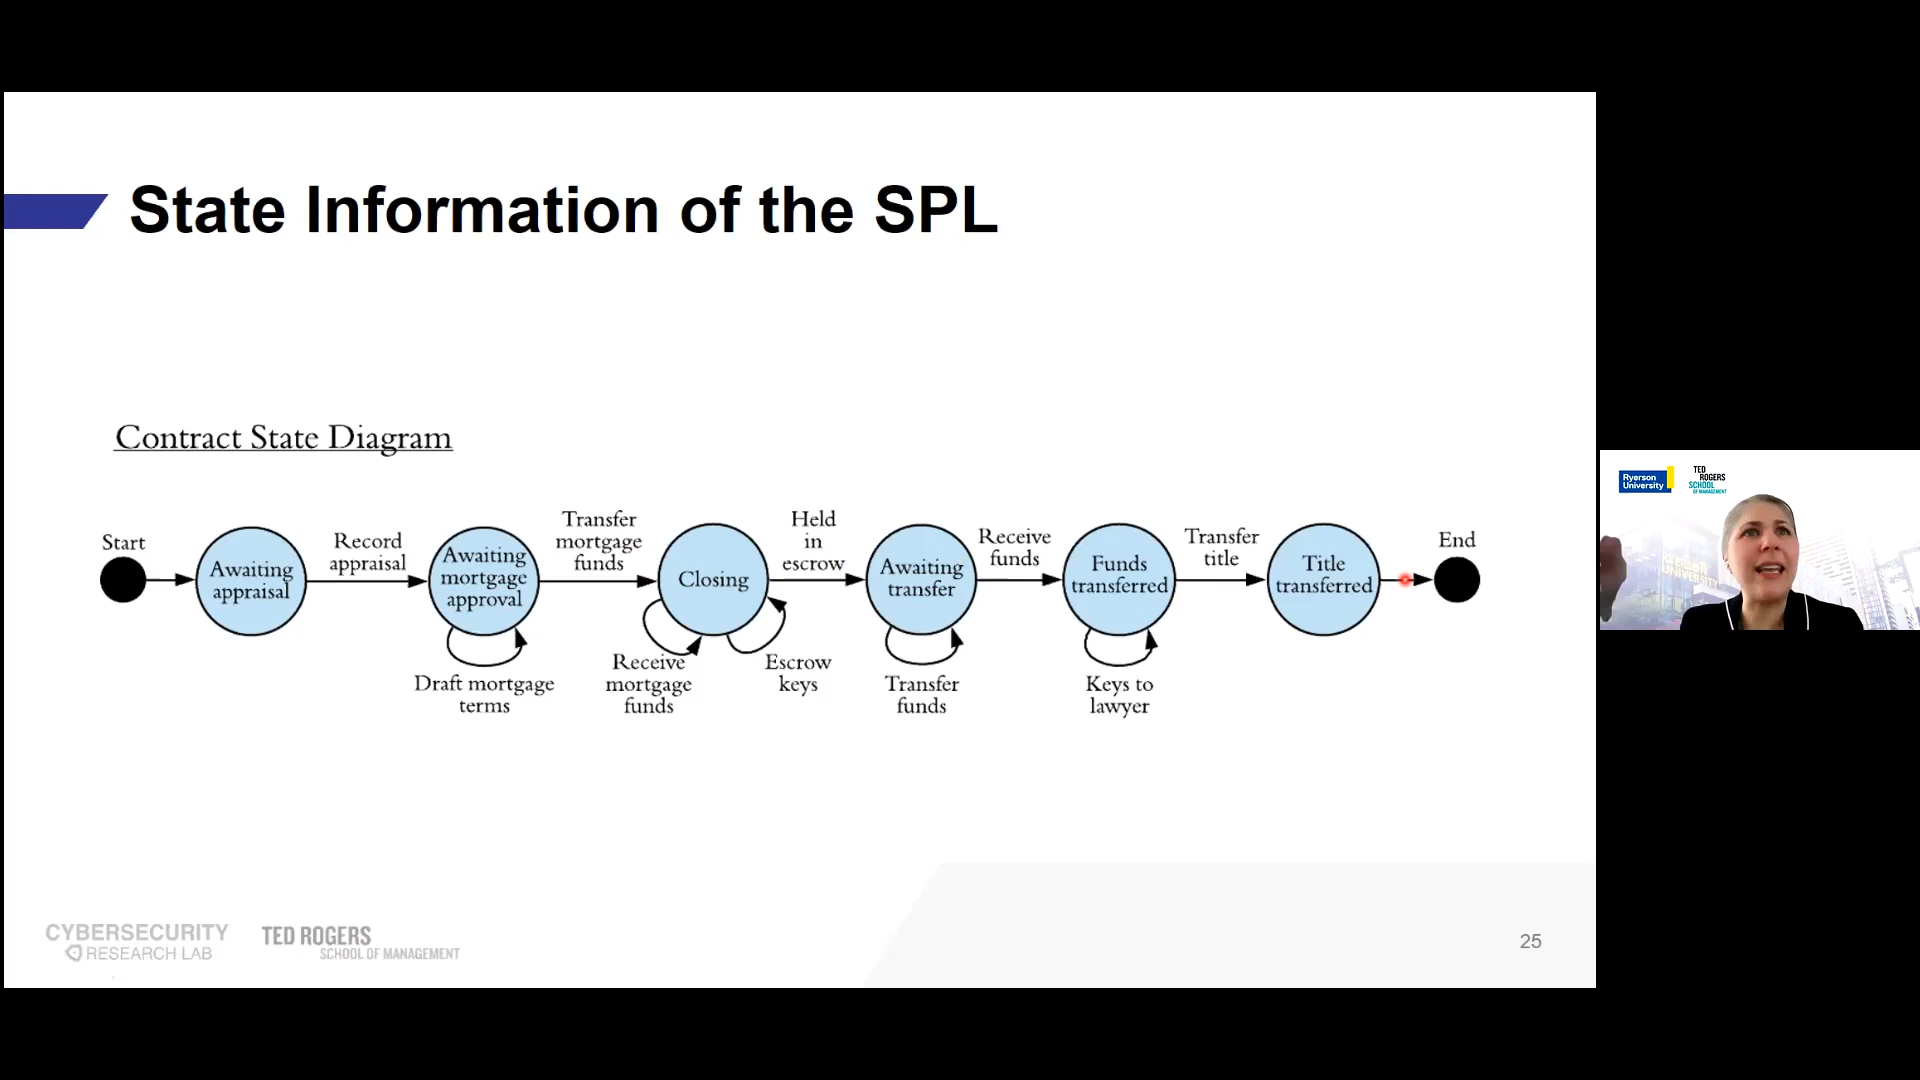 State Information of the SPL
Contract State Diagram
Start
Awaiting
appraisal
Record
appraisal
Awaiting
mortgage
approval
Draft mortgage
terms
Transfer
mortgage
funds
Closing
Receive
mortgage
funds
Escrow
keys
Held
in
escrow
Awaiting
transfer
Transfer
funds
Receive
funds
Funds
transferred
Keys to
lawyer
Transfer
title
Title
transferred
End
CYBERSECURITY
RESEARCH LAB
TED ROGERS
SCHOOL OF MANAGEMENT
25
Ryerson
University
TED
ROGERS
SCHOOL
OF MANAGEMENT